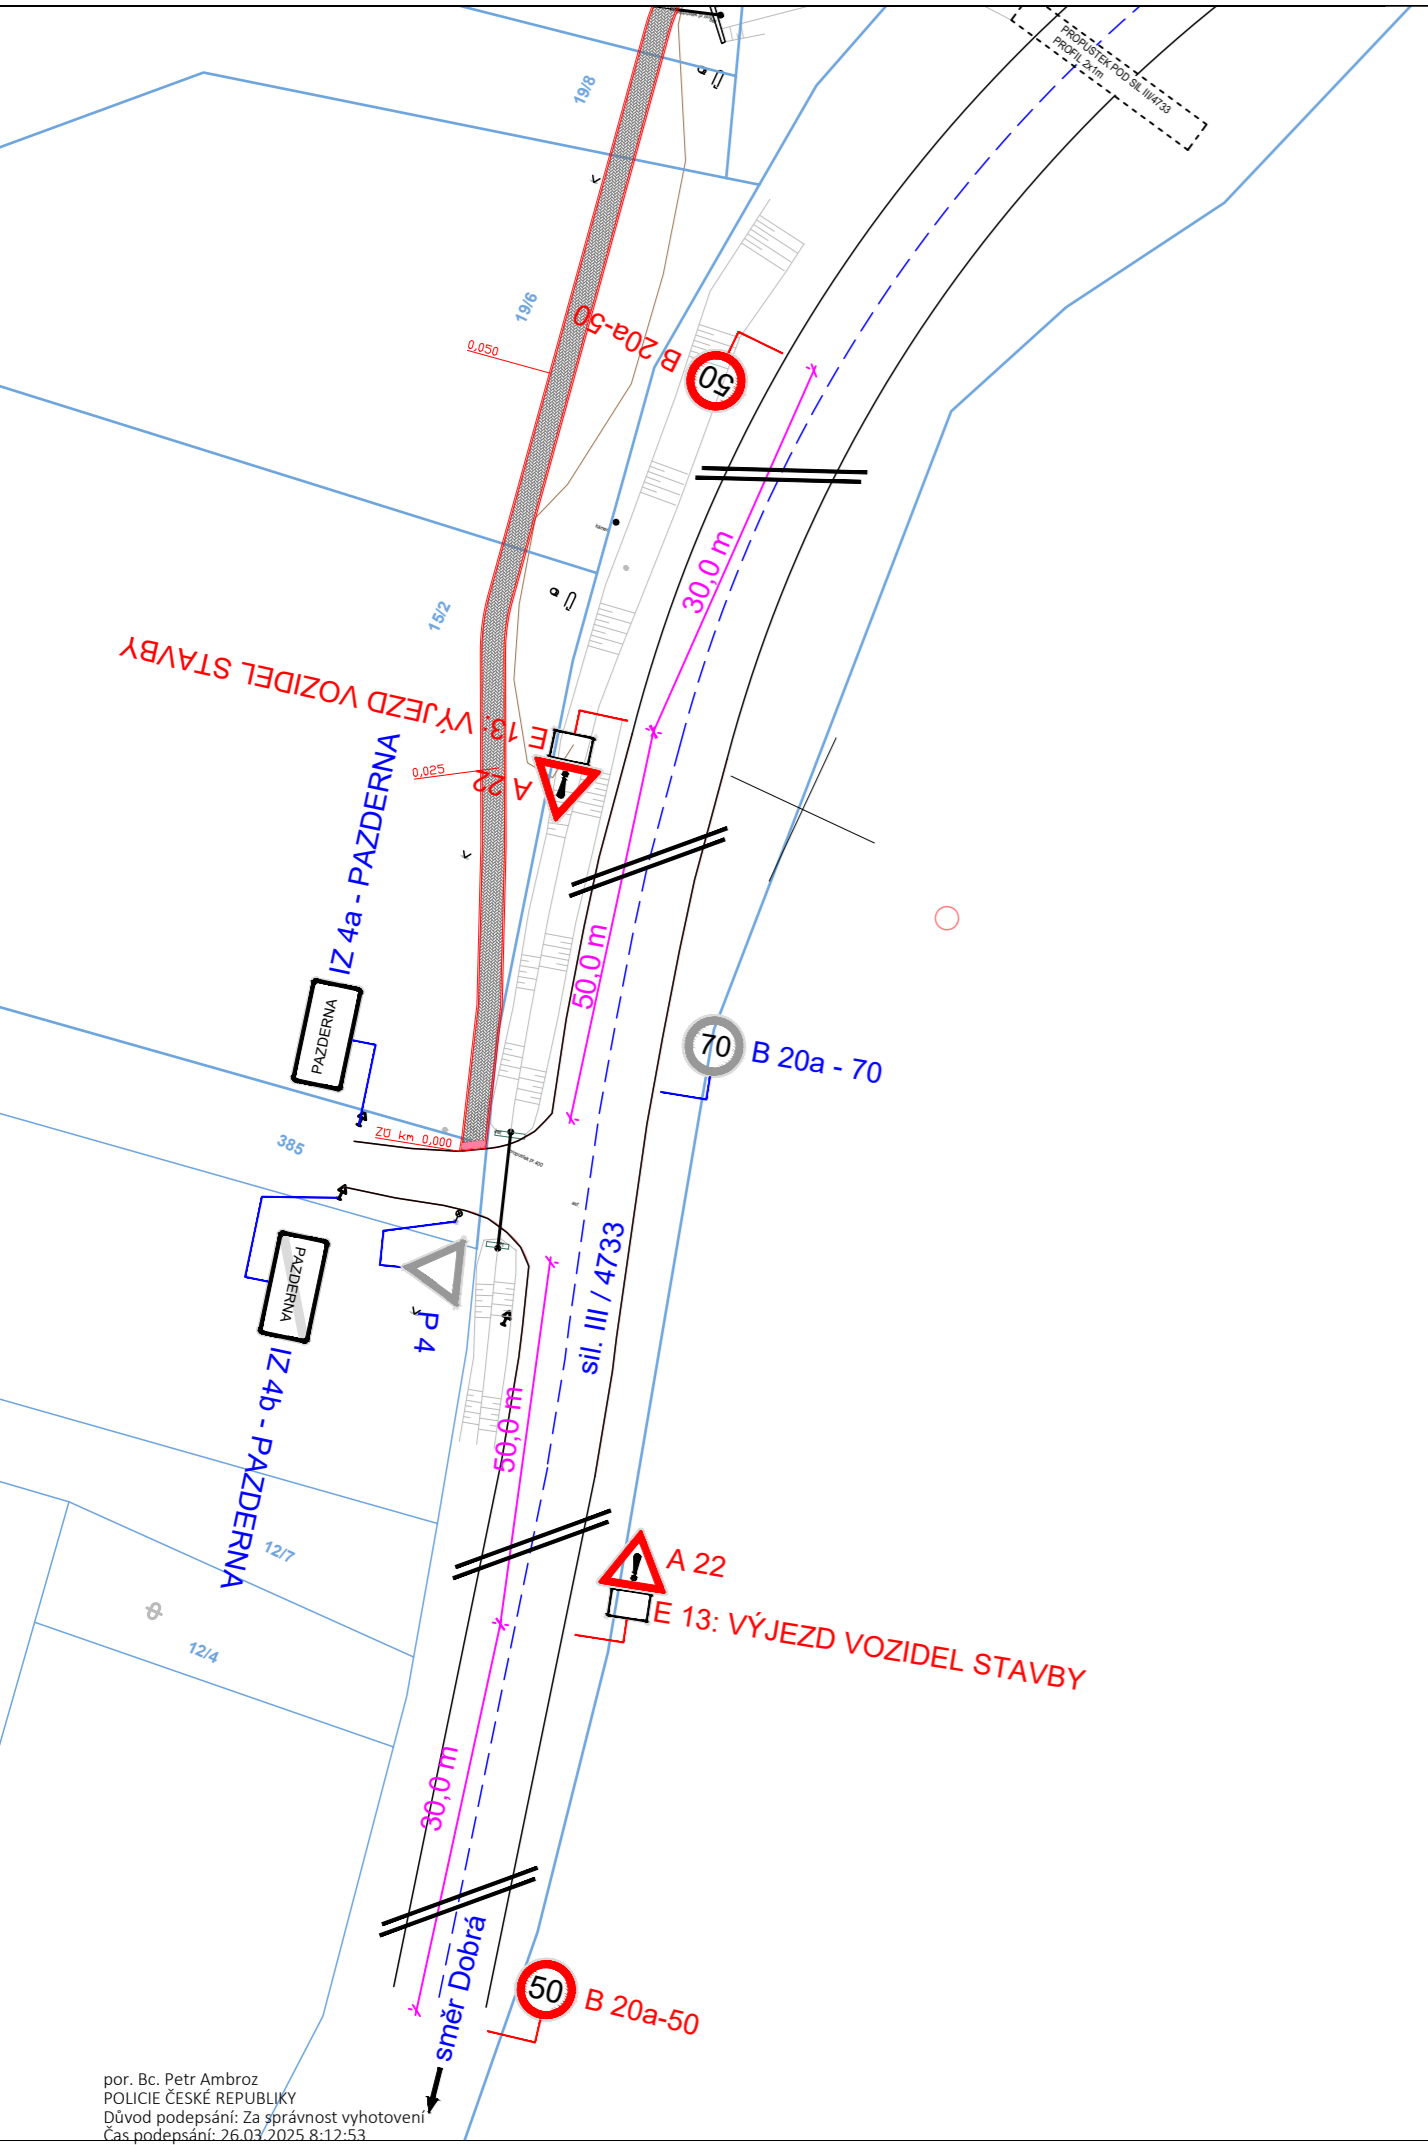 PROPUSTEK POD SIL. III/4733
PROFIL 2x1m
19/8
19/6
B 20a-50
50
0,050
30,0 m
15/2
E 13: VÝJEZD VOZIDEL STAVBY
A 22
0,025
IZ 4a - PAZDERNA
PAZDERNA
50,0 m
70
B 20a - 70
ZÚ km 0,000
385
PAZDERNA
IZ 4b - PAZDERNA
P 4
sil. III / 4733
50,0 m
12/7
12/4
A 22
E 13: VÝJEZD VOZIDEL STAVBY
30,0 m
směr Dobrá
50
B 20a-50
por. Bc. Petr Ambroz
POLICIE ČESKÉ REPUBLIKY
Důvod podepsání: Za správnost vyhotovení
Čas podepsání: 26.03.2025 8:12:53